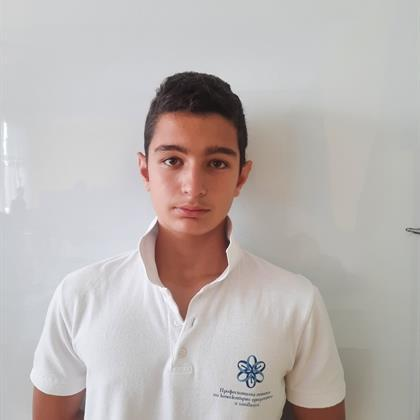 Професионална гимназия
по компютърно програмиране
и иновации